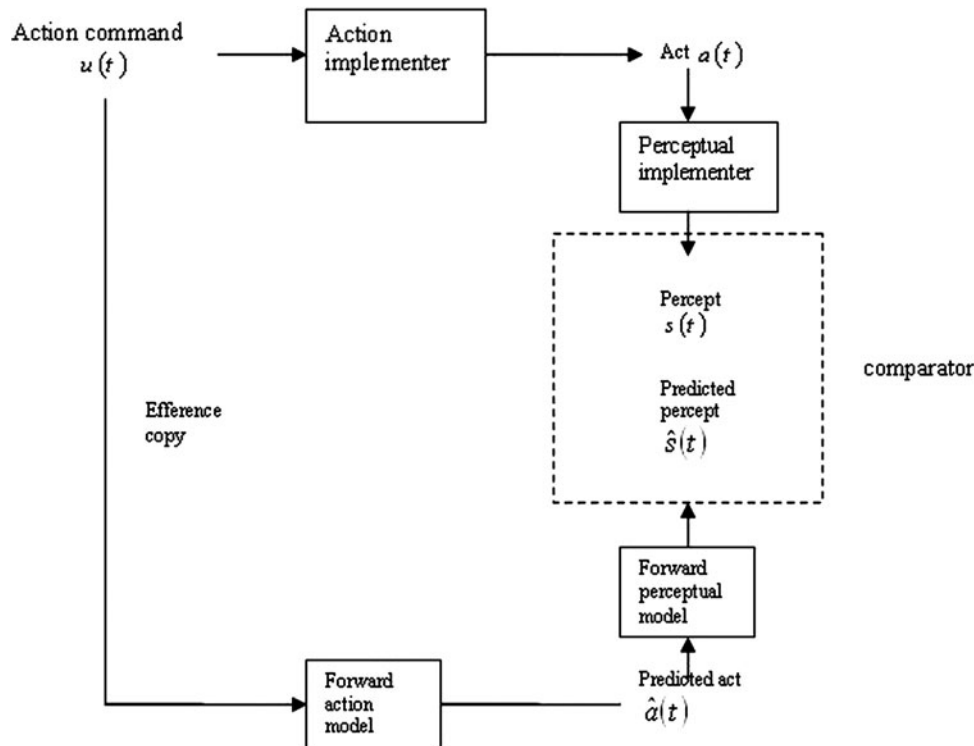 Action command
u(t)
Action
implementer
Act a(t)
Perceptual
implementer
Percept
s(t)
comparator
Predicted
percept
ŝ(t)
Efference
copy
Forward
perceptual
model
Forward
action
model
Predicted act
â(t)